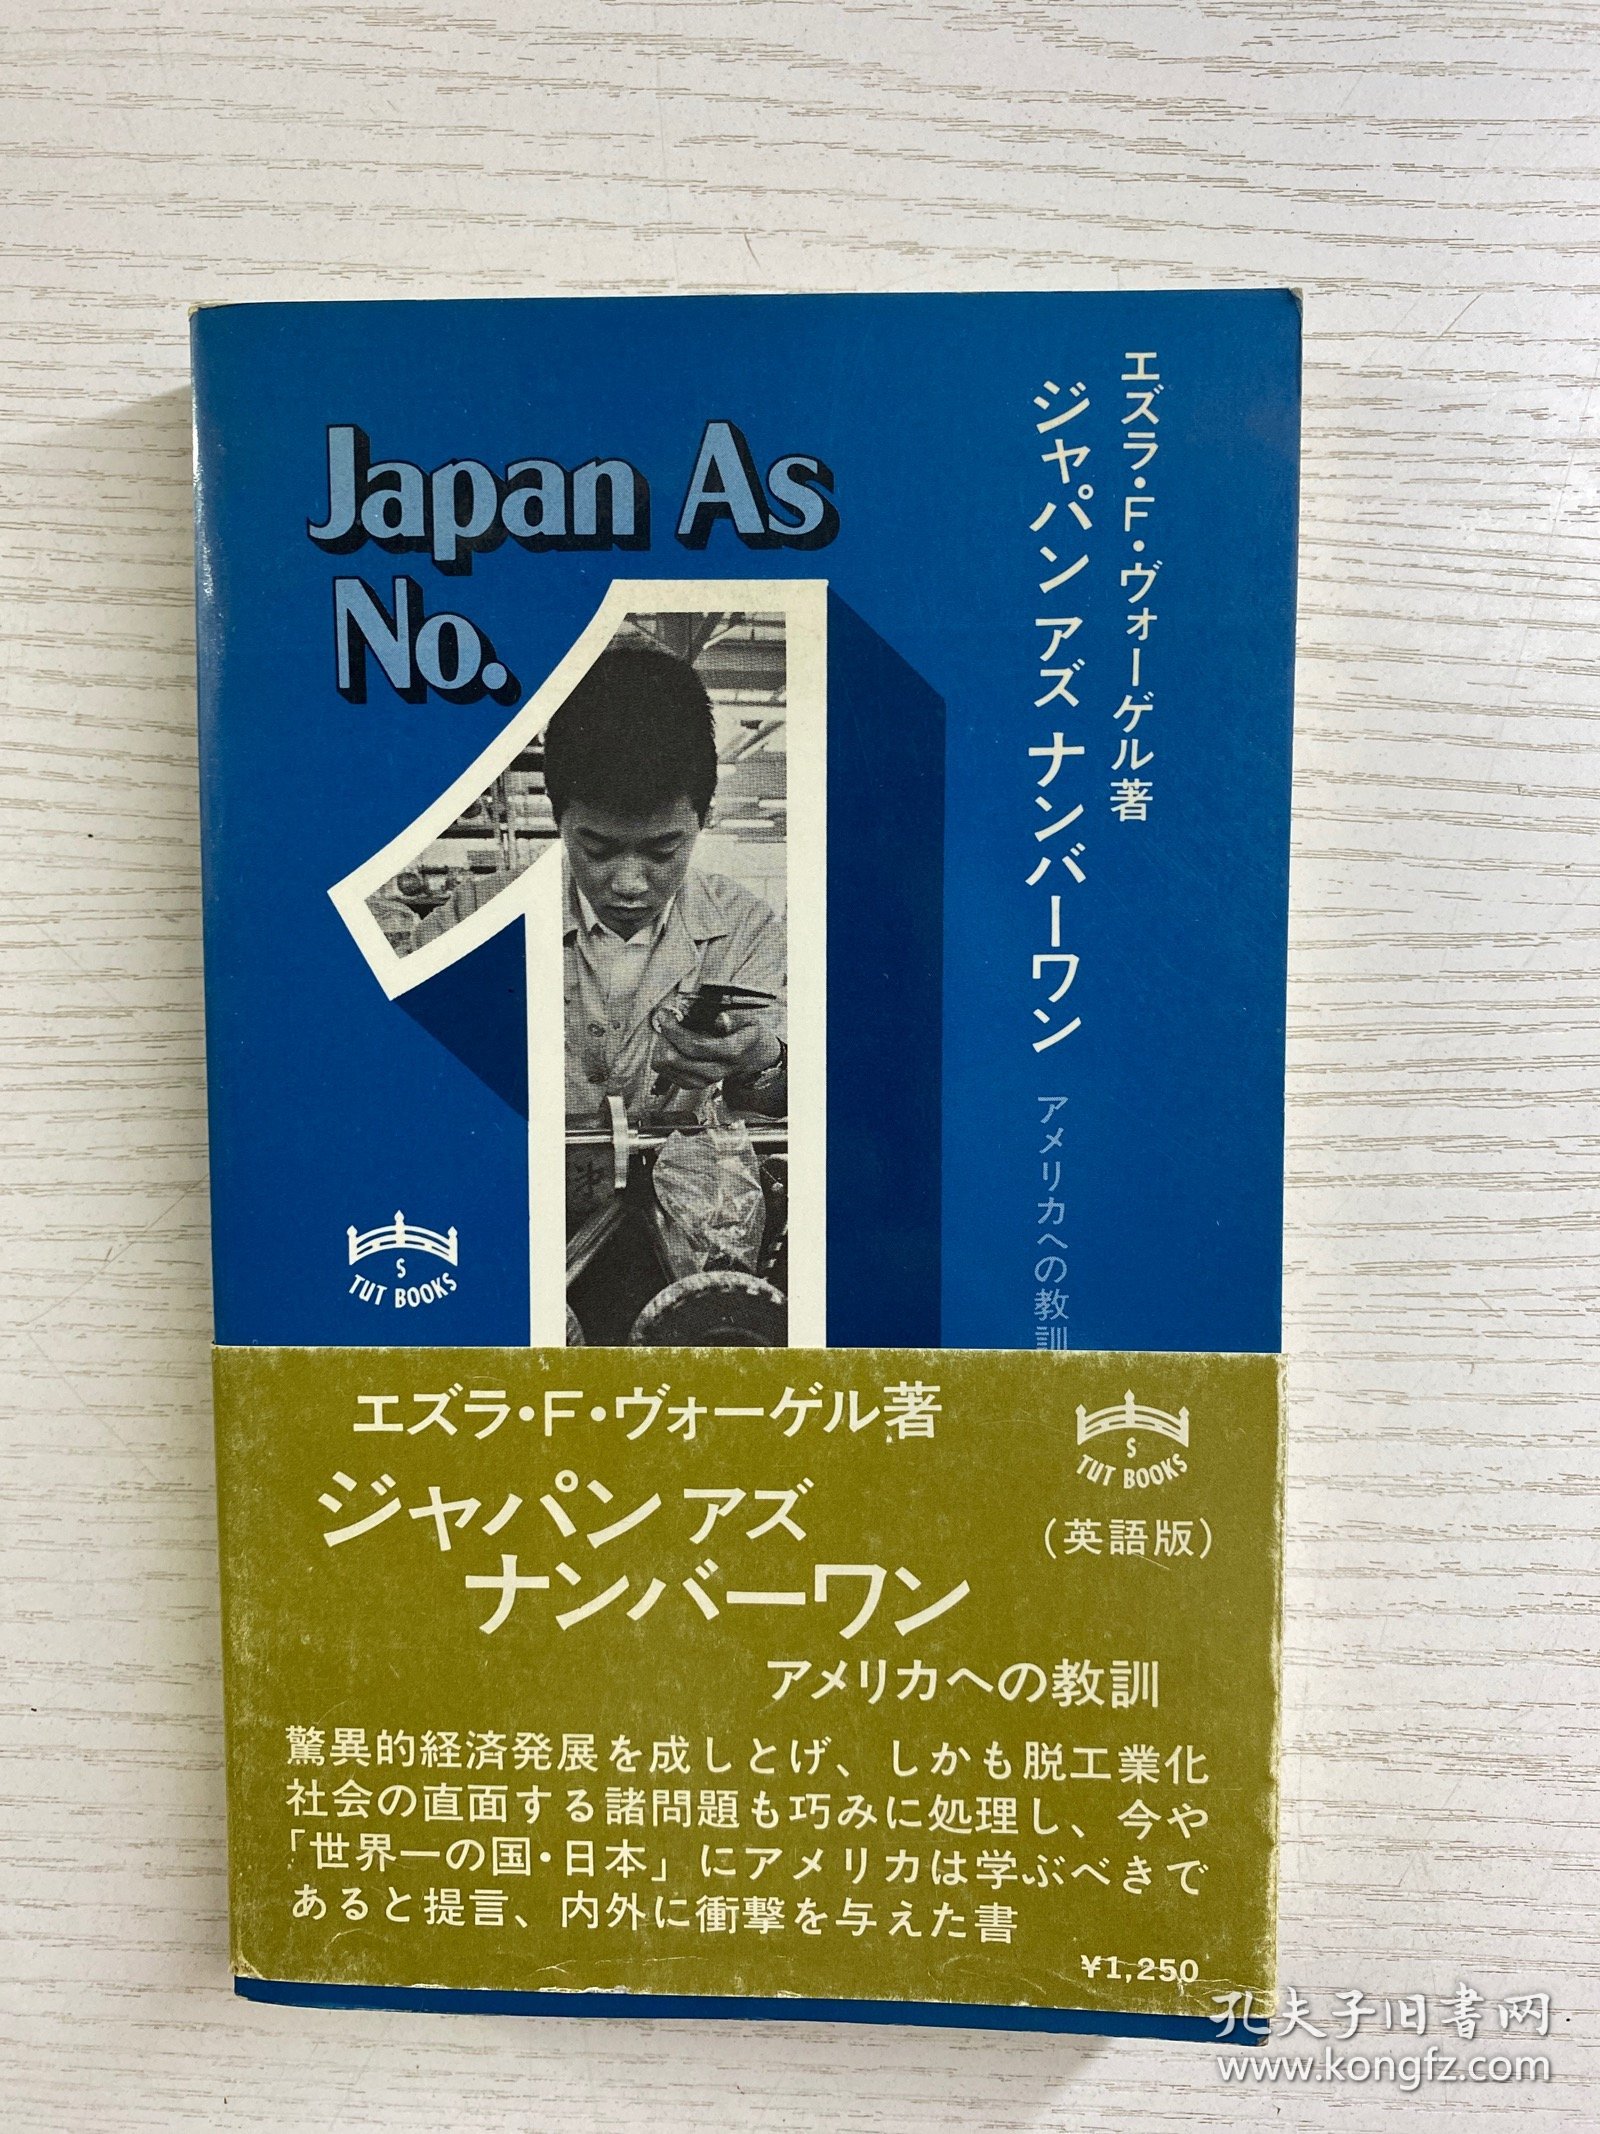 Japan As
No.
1
エズラ・F・ヴォーゲル著
ジャパン アズ ナンバーワン
アメリカへの教訓
S
TUT BOOKS
エズラ・F・ヴォーゲル著
ジャパン アズ
ナンバーワン
アメリカへの教訓
S
TUT BOOKS
(英語版)
驚異的経済発展を成しとげ、しかも脱工業化
社会の直面する諸問題も巧みに処理し、今や
「世界一の国・日本」にアメリカは学ぶべきで
あると提言、内外に衝撃を与えた書
¥1,250
孔夫子旧書网
www.kongfz.com